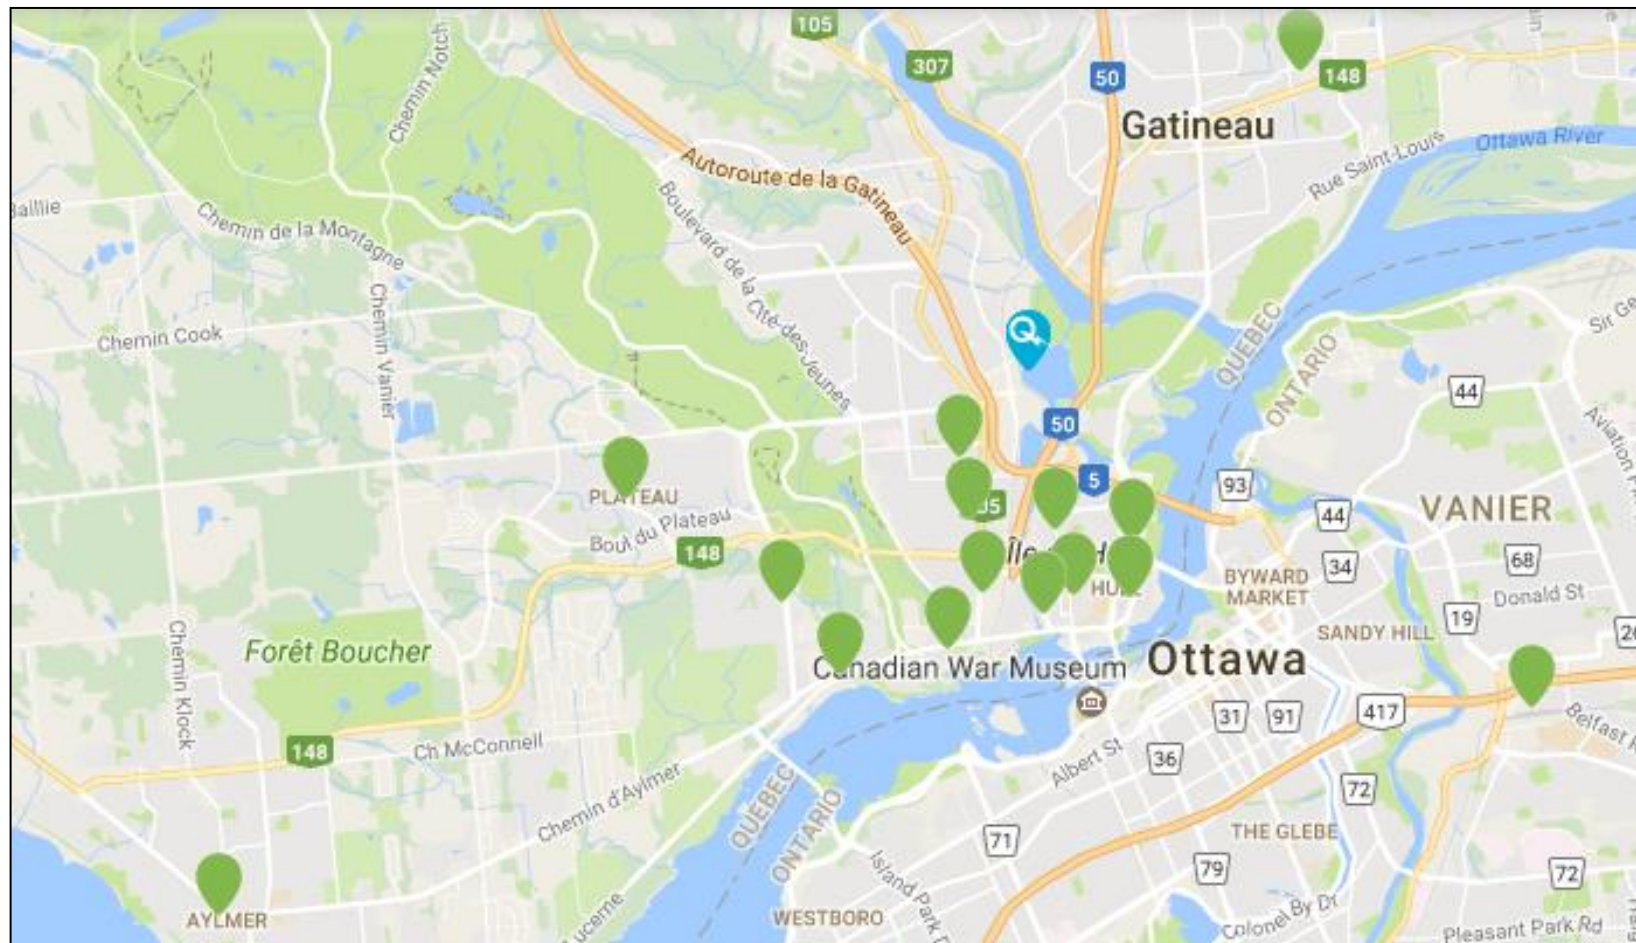 105
307
50
148
Gatineau
Chemin Notch
Ottawa River
Rue Saint-Louis
Autoroute de la Gatineau
Boulevard de la Cité-des-Jeunes
Chemin de la Montagne
Chemin Cook
Chemin Vanier
QUEBEC
ONTARIO
Q
44
50
5
93
VANIER
PLATEAU
Bout du Plateau
148
44
68
34
Île
H
BYWARD
MARKET
Donald St
19
SANDY HILL
Forêt Boucher
Chemin Klock
Canadian War Museum
Ottawa
31
91
417
148
Ch McConnell
36
Albert St
72
Chemin d'Aylmer
QUEBEC
ONTARIO
71
THE GLEBE
79
72
Island Park
AYLMER
Lucerne
WESTBORO
Colonel By Dr
Pleasant Park Rd